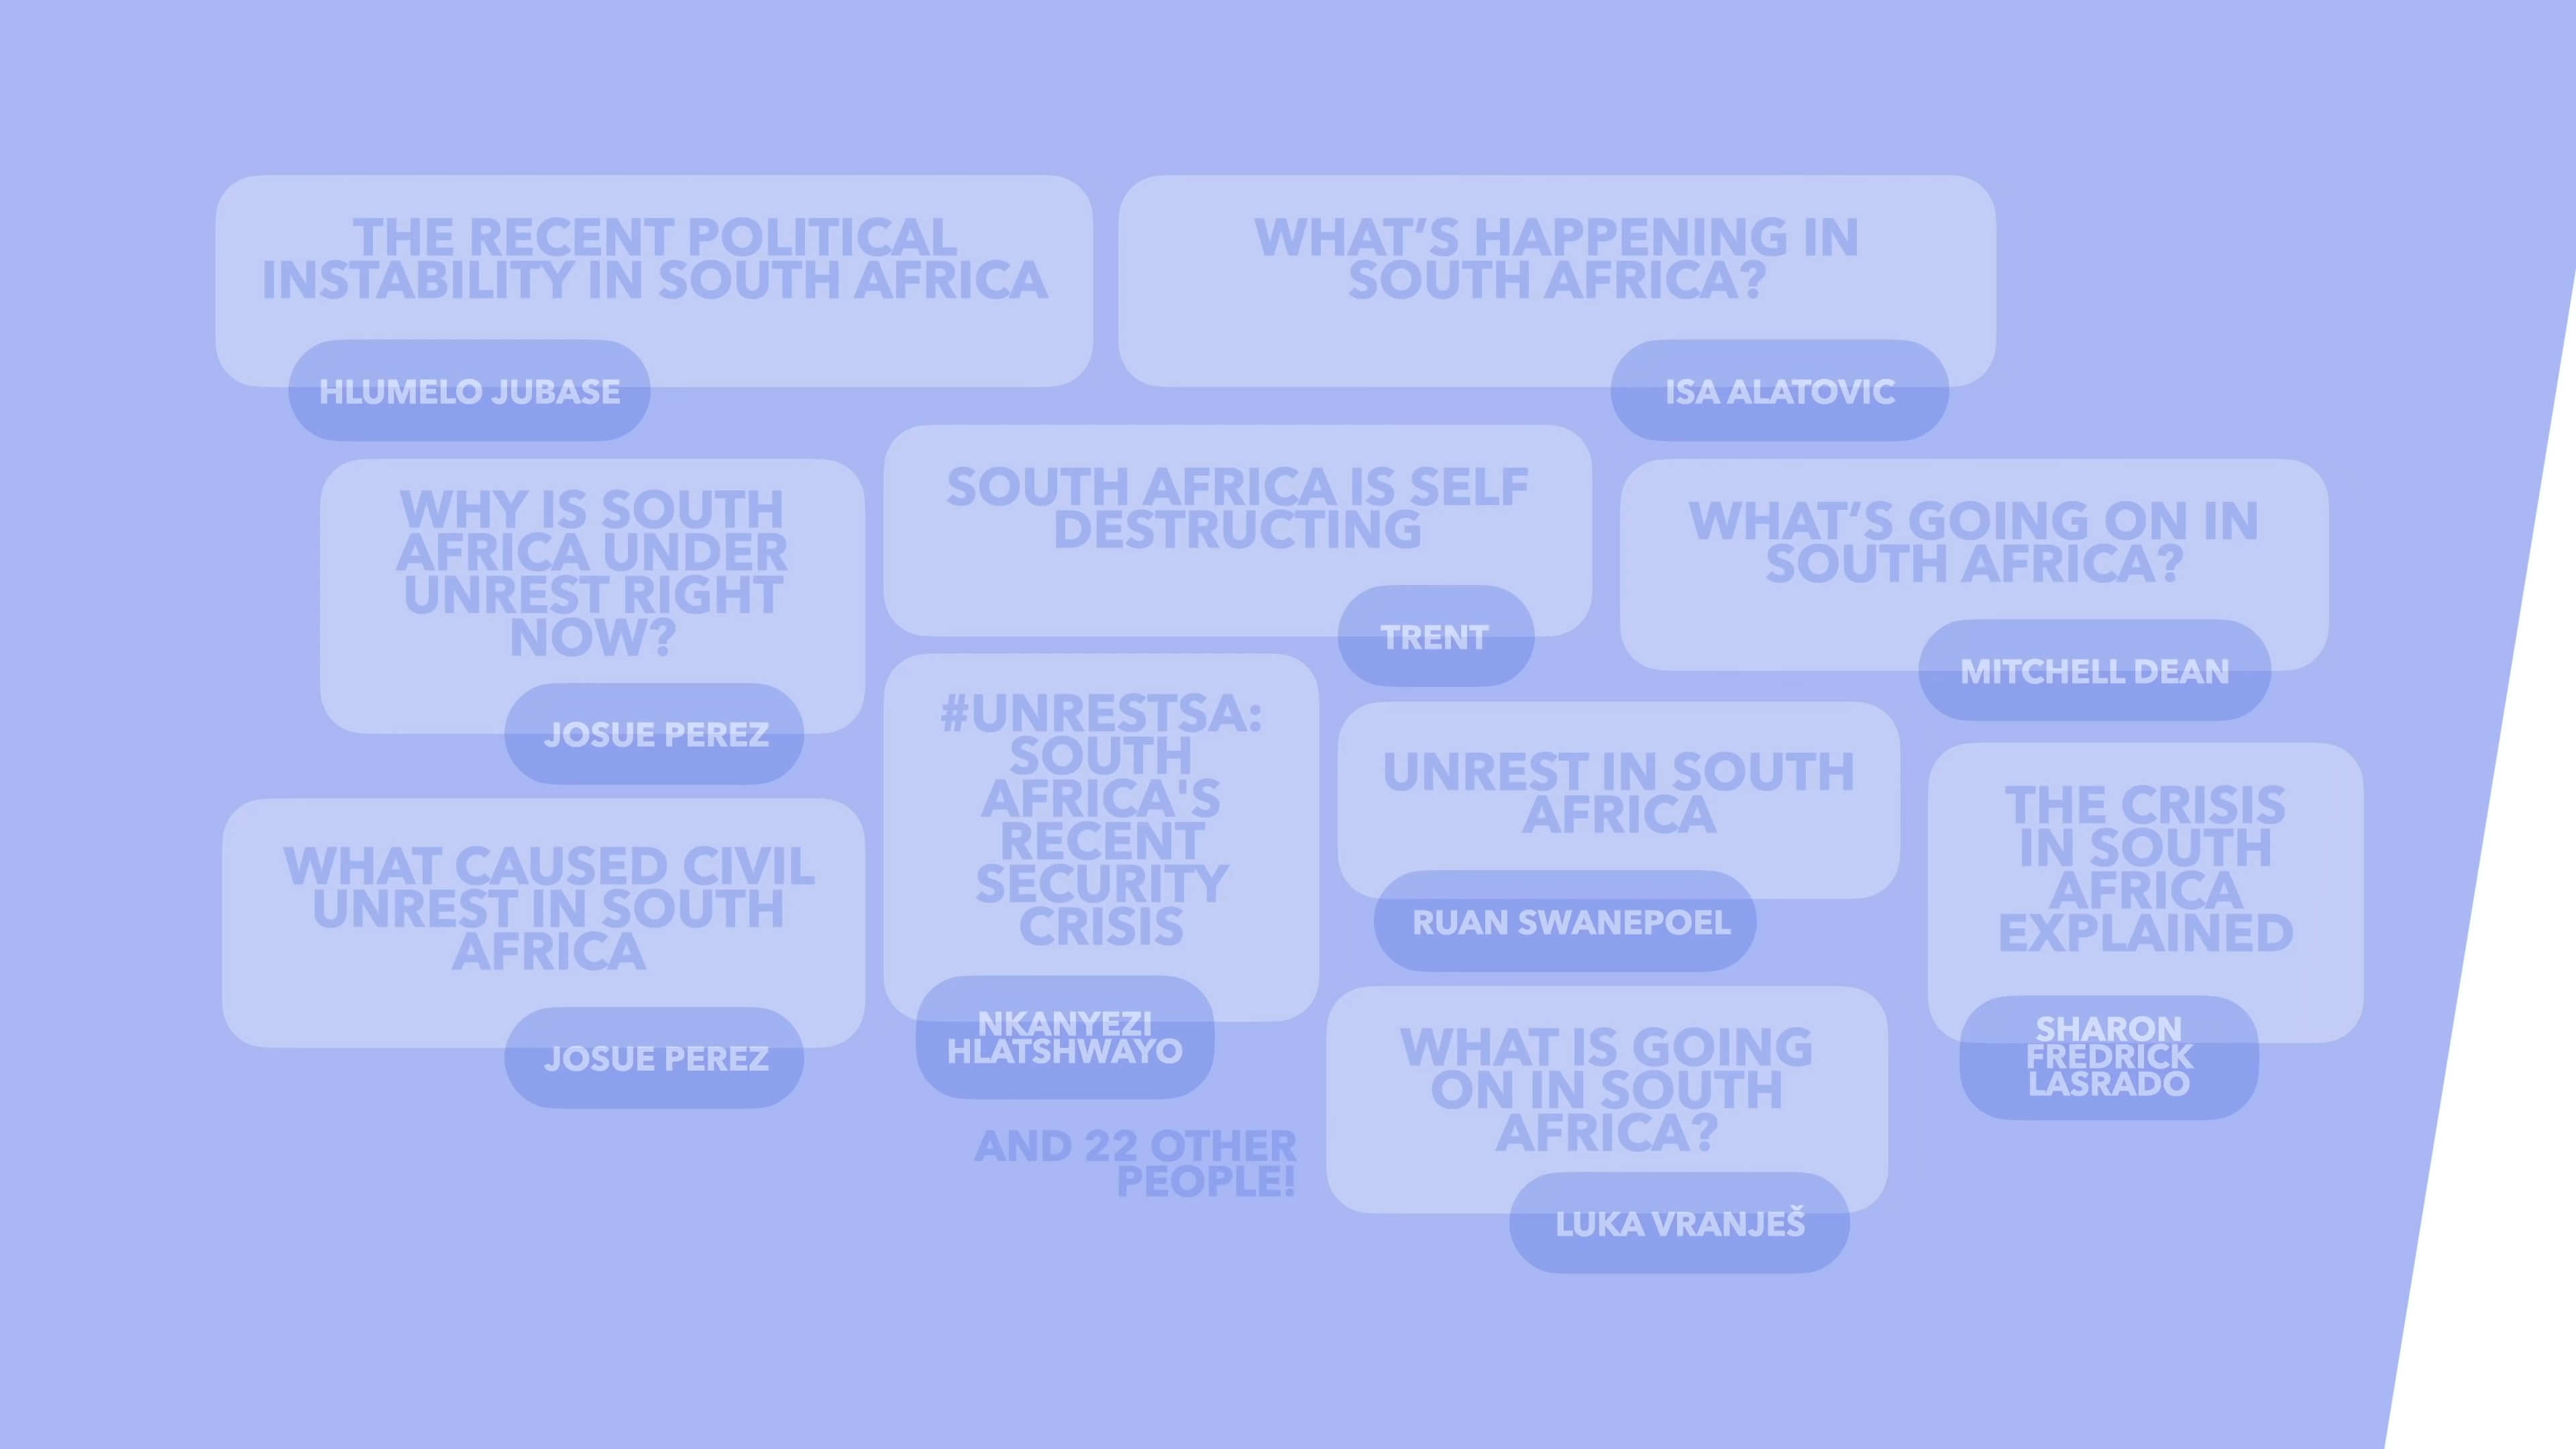 THE RECENT POLITICAL
INSTABILITY IN SOUTH AFRICA
HLUMELO JUBASE
WHAT’S HAPPENING IN
SOUTH AFRICA?
ISA ALATOVIC
WHY IS SOUTH
AFRICA UNDER
UNREST RIGHT
NOW?
JOSUE PEREZ
SOUTH AFRICA IS SELF
DESTRUCTING
TRENT
WHAT’S GOING ON IN
SOUTH AFRICA?
MITCHELL DEAN
WHAT CAUSED CIVIL
UNREST IN SOUTH
AFRICA
JOSUE PEREZ
#UNRESTSA:
SOUTH
AFRICA'S
RECENT
SECURITY
CRISIS
NKANYEZI
HLATSHWAYO
UNREST IN SOUTH
AFRICA
RUAN SWANEPOEL
THE CRISIS
IN SOUTH
AFRICA
EXPLAINED
SHARON
FREDRICK
LASRADO
WHAT IS GOING
ON IN SOUTH
AFRICA?
LUKA VRANJEŠ
AND 22 OTHER
PEOPLE!